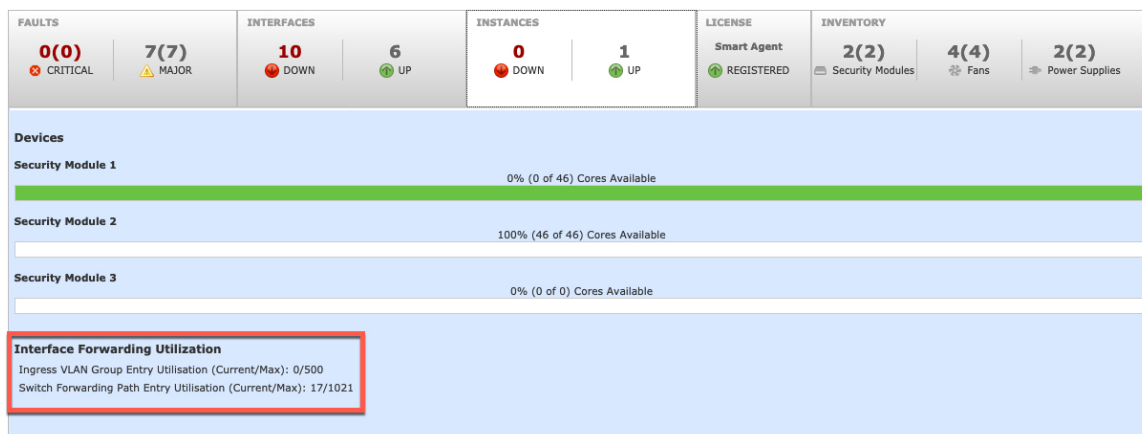 FAULTS
INTERFACES
INSTANCES
LICENSE
INVENTORY
0(0)
CRITICAL
7(7)
MAJOR
10
DOWN
6
UP
0
DOWN
1
UP
Smart Agent
REGISTERED
2(2)
Security Modules
4(4)
Fans
2(2)
Power Supplies
Devices
Security Module 1
0% (0 of 46) Cores Available
Security Module 2
100% (46 of 46) Cores Available
Security Module 3
0% (0 of 0) Cores Available
Interface Forwarding Utilization
Ingress VLAN Group Entry Utilisation (Current/Max): 0/500
Switch Forwarding Path Entry Utilisation (Current/Max): 17/1021